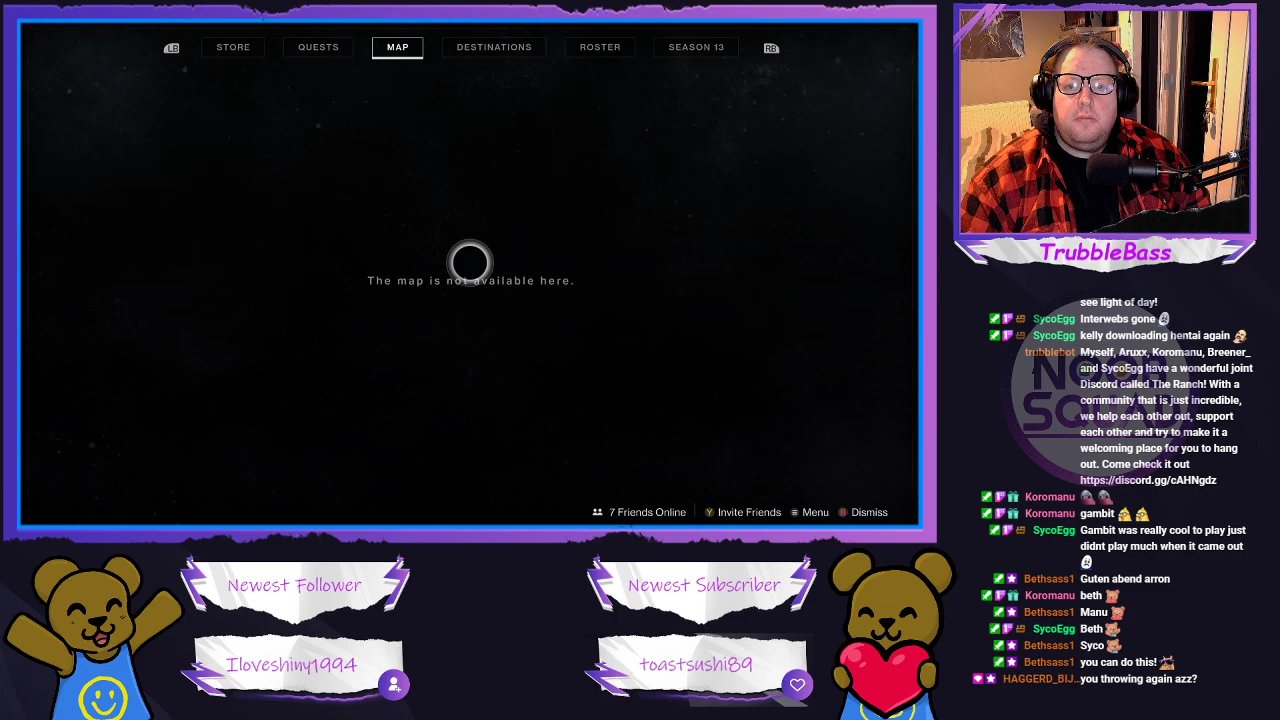 LB STORE QUESTS MAP DESTINATIONS ROSTER SEASON 13 RB
The map is not available here.
7 Friends Online Y Invite Friends Menu B Dismiss
TrubbleBass
see light of day!
SycoEgg Interwebs gone
SycoEgg kelly downloading hentai again
trubblebot Myself, Aruxx, Koromanu, Breener_
and SycoEgg have a wonderful joint
Discord called The Ranch! With a
community that is just incredible,
we help each other out, support
each other and try to make it a
welcoming place for you to hang
out. Come check it out
https://discord.gg/cAHNgdz
NOOB
SQUAD
Koromanu
Koromanu gambit
SycoEgg Gambit was really cool to play just
didnt play much when it came out
Bethsass1 Guten abend arron
Koromanu beth
Bethsass1 Manu
SycoEgg Beth
Bethsass1 Syco
Bethsass1 you can do this!
HAGGERD_BIJ... you throwing again azz?
Newest Follower
Iloveshiny1994
Newest Subscriber
toastsushi89